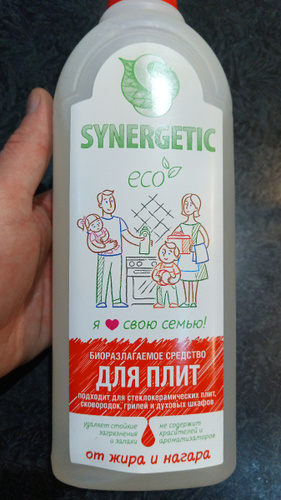 SYNERGETIC
eco
я свою семью!
БИОРАЗЛАГАЕМОЕ СРЕДСТВО
ДЛЯ ПЛИТ
подходит для стеклокерамических плит,
сковородок, грилей и духовых шкафов
удаляет стойкие
загрязнения
и запахи
не содержит
красителей и
ароматизаторов
от жира и нагара